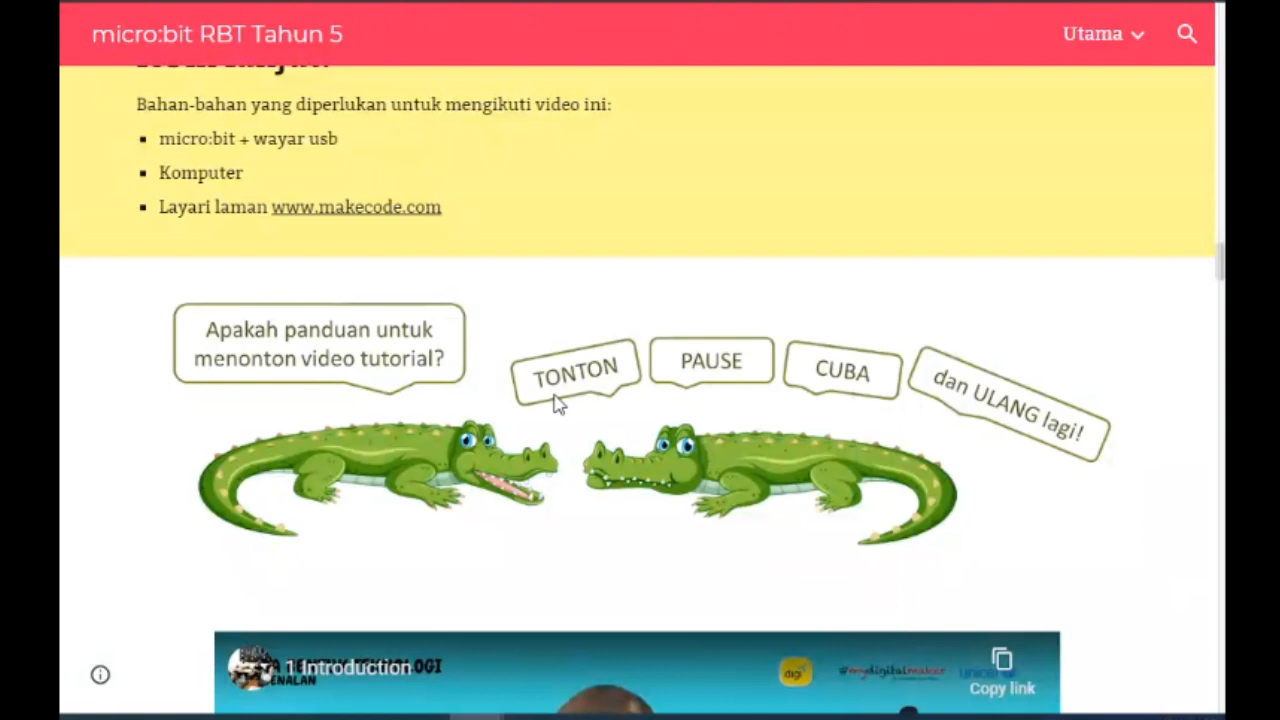 micro:bit RBT Tahun 5
Utama
Bahan-bahan yang diperlukan untuk mengikuti video ini:
micro:bit + wayar usb
Komputer
Layari laman www.makecode.com
Apakah panduan untuk
menonton video tutorial?
TONTON
PAUSE
CUBA
dan ULANG lagi!
1 Introduction
digi
#mydigitalmaker
Copy link